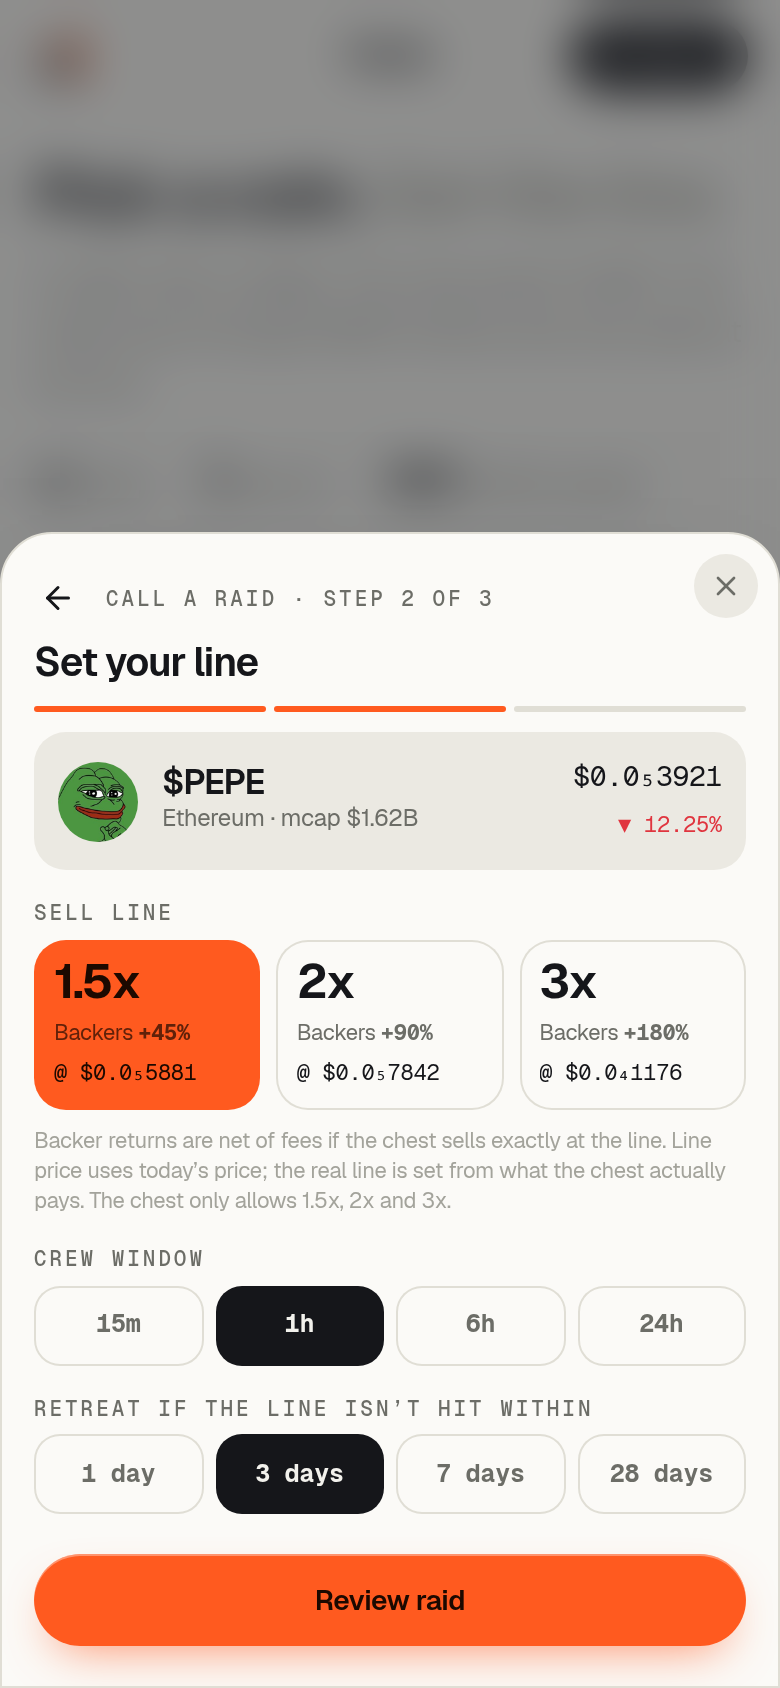 CALL A RAID · STEP 2 OF 3
Set your line
$PEPE
$0.0₅3921
Ethereum · mcap $1.62B
▼ 12.25%
SELL LINE
1.5x
Backers +45%
@ $0.0₅5881
2x
Backers +90%
@ $0.0₅7842
3x
Backers +180%
@ $0.0₄1176
Backer returns are net of fees if the chest sells exactly at the line. Line
price uses today’s price; the real line is set from what the chest actually
pays. The chest only allows 1.5x, 2x and 3x.
CREW WINDOW
15m
1h
6h
24h
RETREAT IF THE LINE ISN’T HIT WITHIN
1 day
3 days
7 days
28 days
Review raid